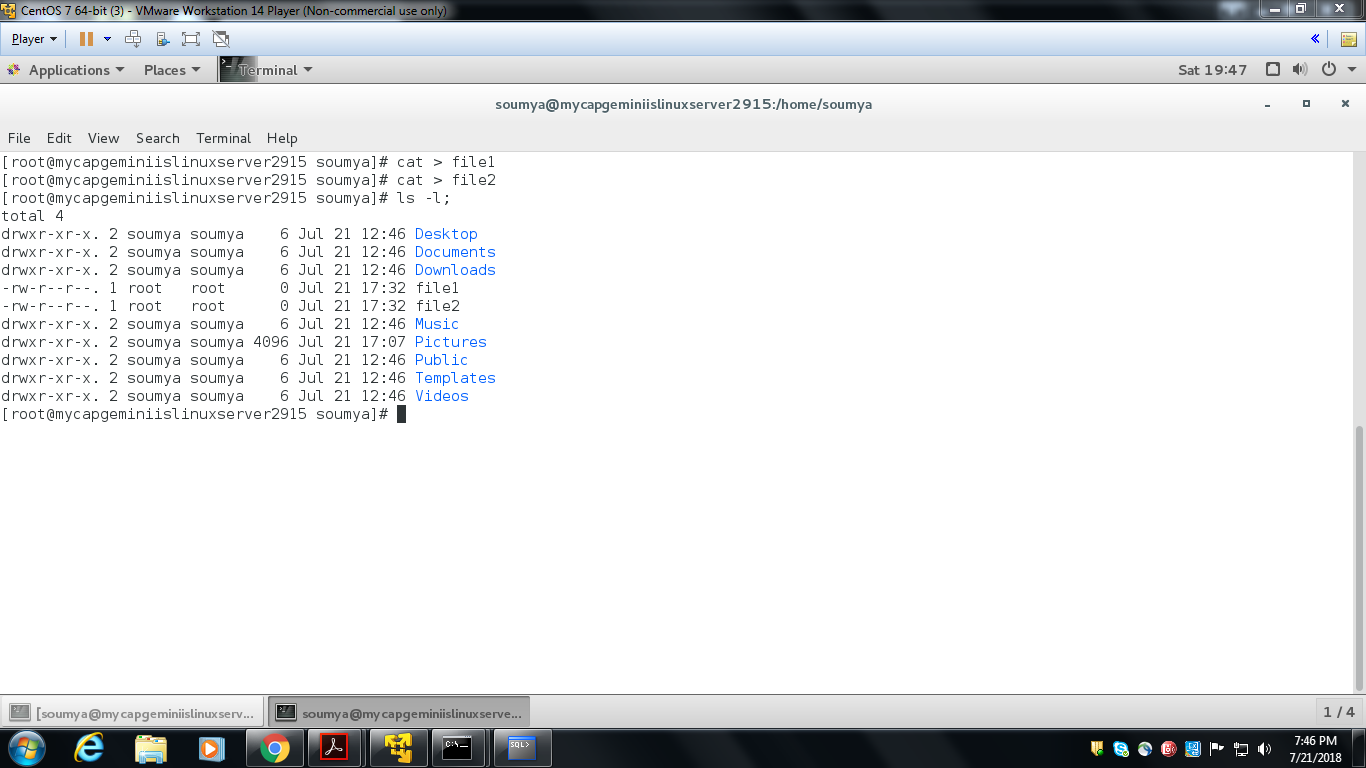 CentOS 7 64-bit (3) - VMware Workstation 14 Player (Non-commercial use only)
Player
Applications Places Terminal Sat 19:47
soumya@mycapgeminiislinuxserver2915:/home/soumya
File Edit View Search Terminal Help
[root@mycapgeminiislinuxserver2915 soumya]# cat > file1
[root@mycapgeminiislinuxserver2915 soumya]# cat > file2
[root@mycapgeminiislinuxserver2915 soumya]# ls -l;
total 4
drwxr-xr-x. 2 soumya soumya    6 Jul 21 12:46 Desktop
drwxr-xr-x. 2 soumya soumya    6 Jul 21 12:46 Documents
drwxr-xr-x. 2 soumya soumya    6 Jul 21 12:46 Downloads
-rw-r--r--. 1 root   root      0 Jul 21 17:32 file1
-rw-r--r--. 1 root   root      0 Jul 21 17:32 file2
drwxr-xr-x. 2 soumya soumya    6 Jul 21 12:46 Music
drwxr-xr-x. 2 soumya soumya 4096 Jul 21 17:07 Pictures
drwxr-xr-x. 2 soumya soumya    6 Jul 21 12:46 Public
drwxr-xr-x. 2 soumya soumya    6 Jul 21 12:46 Templates
drwxr-xr-x. 2 soumya soumya    6 Jul 21 12:46 Videos
[root@mycapgeminiislinuxserver2915 soumya]#
[soumya@mycapgeminiislinuxserv... soumya@mycapgeminiislinuxserve... 1 / 4
C:\_ SQL> 7:46 PM
7/21/2018